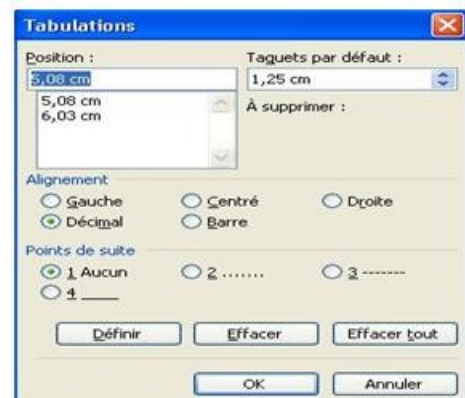 Tabulations
Position :
Taquets par défaut :
5,08 cm
1,25 cm
5,08 cm
6,03 cm
À supprimer :
Alignement
Gauche
Centré
Droite
Décimal
Barre
Points de suite
1 Aucun
2 .......
3 -------
4 ____
Définir
Effacer
Effacer tout
OK
Annuler